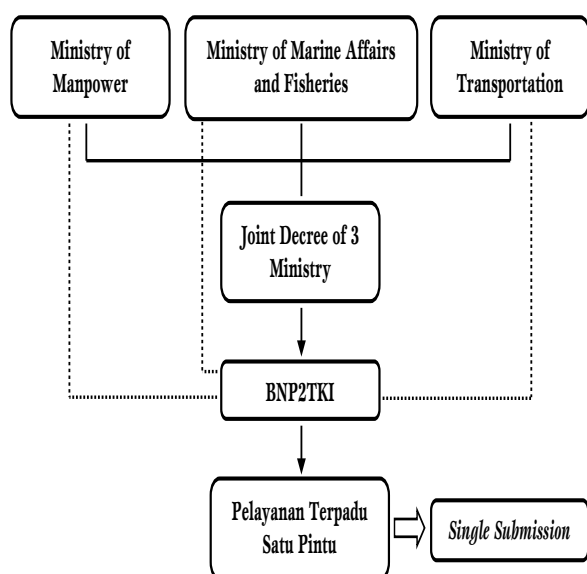 Ministry of
Manpower
Ministry of Marine Affairs
and Fisheries
Ministry of
Transportation
Joint Decree of 3
Ministry
BNP2TKI
Pelayanan Terpadu
Satu Pintu
Single Submission